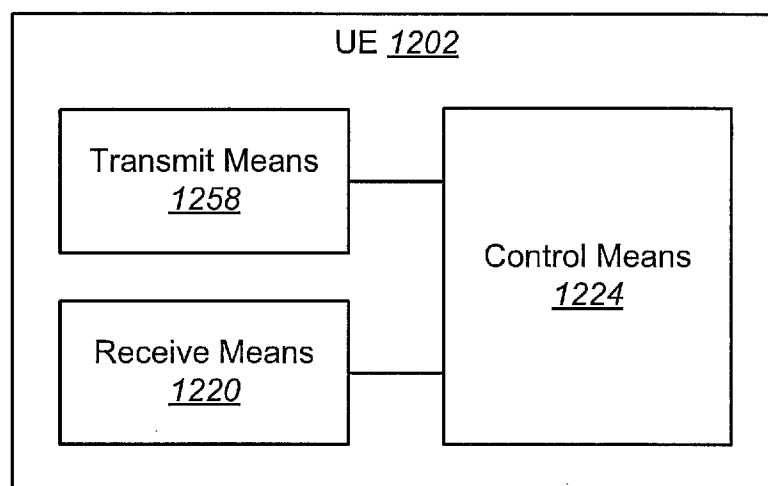 UE 1202
Transmit Means
1258
Control Means
1224
Receive Means
1220